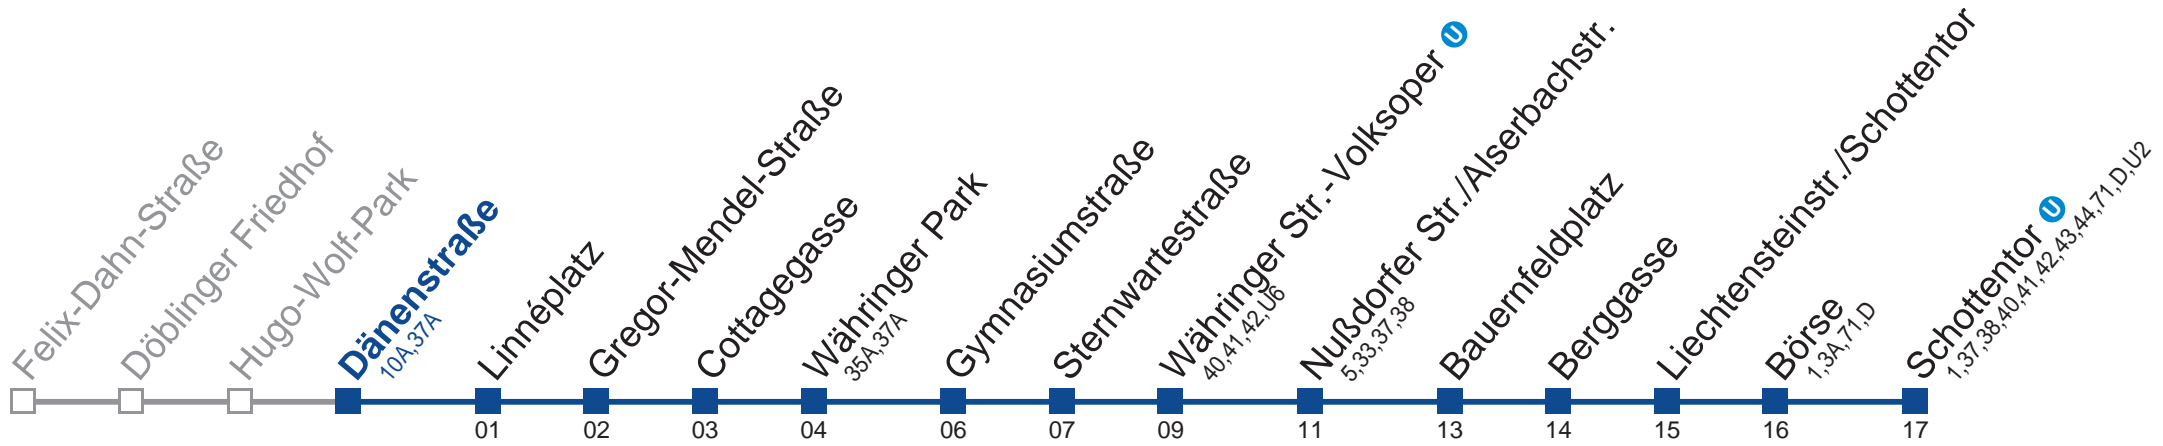 Felix-Dahn-Straße
Döblinger Friedhof
Hugo-Wolf-Park
Dänenstraße
10A,37A
Linnéplatz
Gregor-Mendel-Straße
Cottagegasse
Währinger Park
35A,37A
Gymnasiumstraße
Sternwartestraße
Währinger Str.-Volksoper U
40,41,42,U6
Nußdorfer Str./Alserbachstr.
5,33,37,38
Bauernfeldplatz
Berggasse
Liechtensteinstr./Schottentor
Börse
1,3A,71,D
Schottentor U
1,37,38,40,41,42,43,44,71,D,U2
01 02 03 04 06 07 09 11 13 14 15 16 17